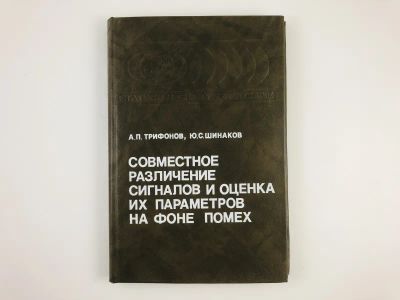 А.П. ТРИФОНОВ, Ю.С. ШИНАКОВ
СОВМЕСТНОЕ
РАЗЛИЧЕНИЕ
СИГНАЛОВ И ОЦЕНКА
ИХ ПАРАМЕТРОВ
НА ФОНЕ ПОМЕХ